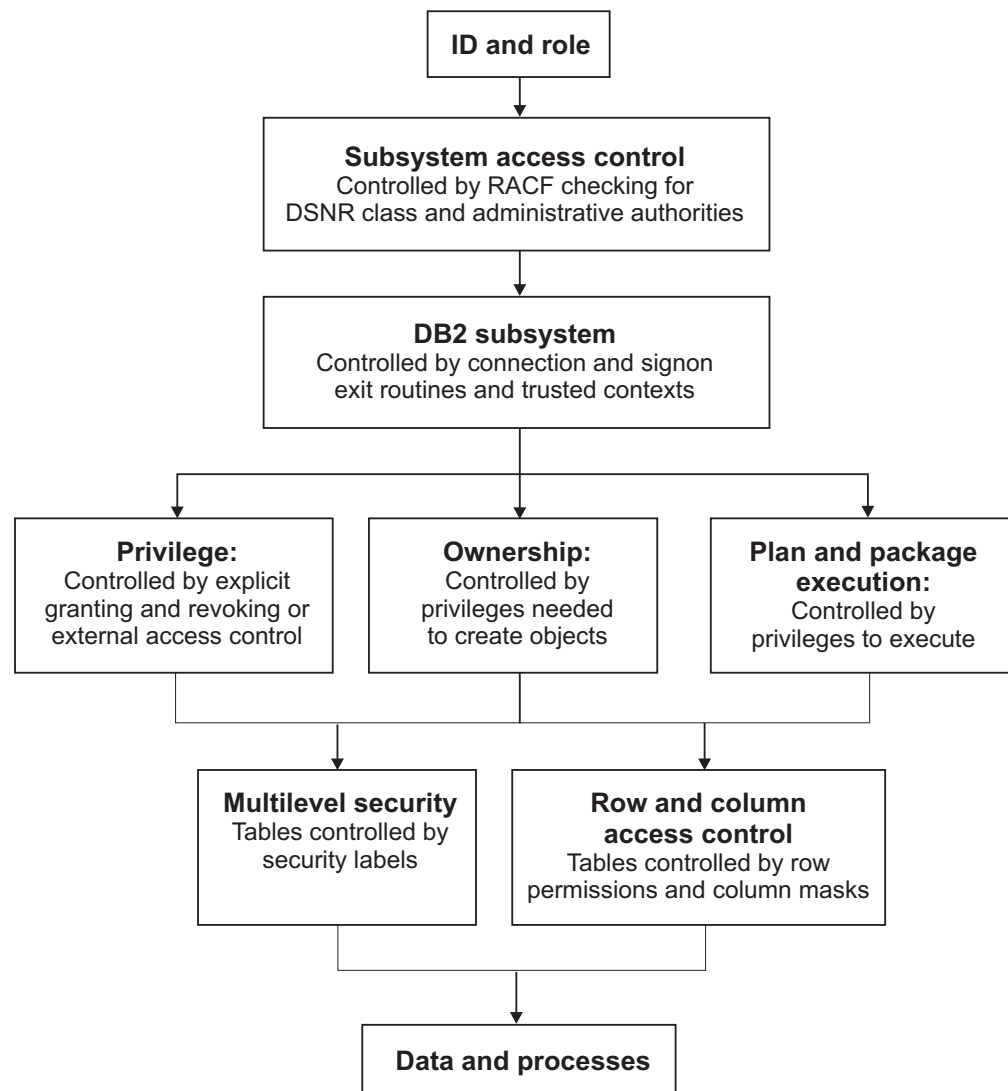 ID and role
Subsystem access control
Controlled by RACF checking for
DSNR class and administrative authorities
DB2 subsystem
Controlled by connection and signon
exit routines and trusted contexts
Privilege:
Controlled by explicit
granting and revoking or
external access control
Ownership:
Controlled by
privileges needed
to create objects
Plan and package
execution:
Controlled by
privileges to execute
Multilevel security
Tables controlled by
security labels
Row and column
access control
Tables controlled by row
permissions and column masks
Data and processes